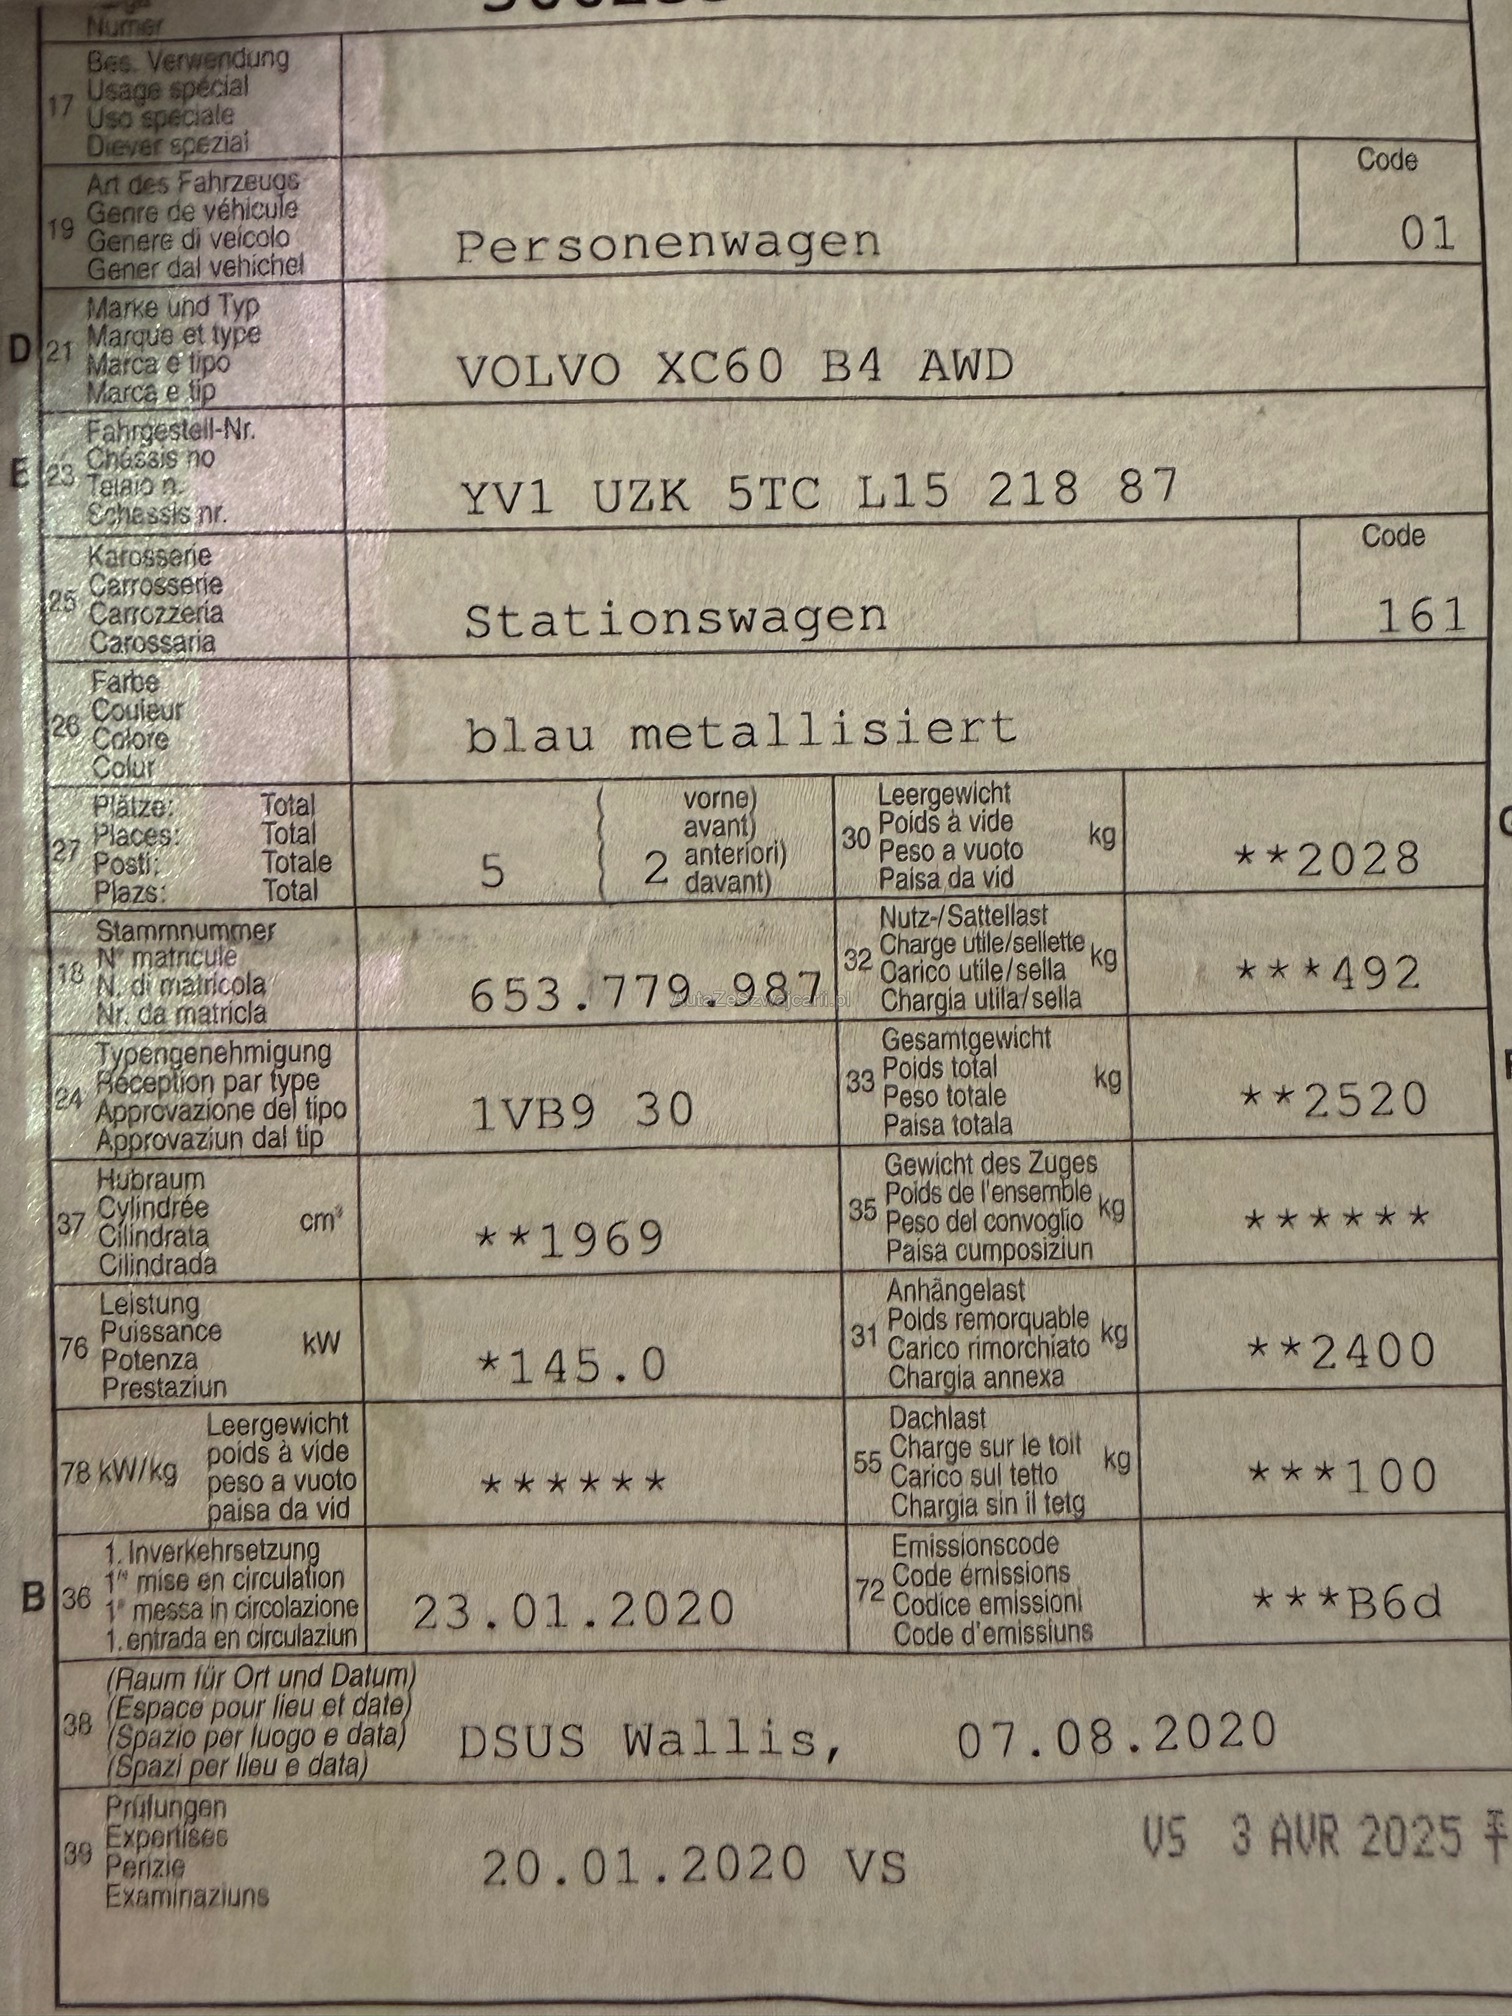 Numer
17
Bes. Verwendung
Usage spécial
Uso speciale
Diever spezial
19
Art des Fahrzeugs
Genre de véhicule
Genere di veicolo
Gener dal vehichel
Personenwagen
Code
01
D 21
Marke und Typ
Marque et type
Marca e tipo
Marca e tip
VOLVO XC60 B4 AWD
E 23
Fahrgestell-Nr.
Châssis no
Telaio n.
Schassis nr.
YV1 UZK 5TC L15 218 87
25
Karosserie
Carrosserie
Carrozzeria
Carossaria
Stationswagen
Code
161
26
Farbe
Couleur
Colore
Colur
blau metallisiert
27
Plätze: Total
Places: Total
Posti: Totale
Plazs: Total
5
( vorne)
( avant)
( 2 anteriori)
( davant)
30
Leergewicht
Poids à vide
Peso a vuoto
Paisa da vid
kg
**2028
18
Stammnummer
N° matricule
N. di matricola
Nr. da matricla
653.779.987
AutaZeSzwajcarii.pl
32
Nutz-/Sattellast
Charge utile/sellette
Carico utile/sella
Chargia utila/sella
kg
***492
24
Typengenehmigung
Réception par type
Approvazione del tipo
Approvaziun dal tip
1VB9 30
33
Gesamtgewicht
Poids total
Peso totale
Paisa totala
kg
**2520
37
Hubraum
Cylindrée
Cilindrata
Cilindrada
cm³
**1969
35
Gewicht des Zuges
Poids de l'ensemble
Peso del convoglio
Paisa cumposiziun
kg
******
76
Leistung
Puissance
Potenza
Prestaziun
kW
*145.0
31
Anhängelast
Poids remorquable
Carico rimorchiato
Chargia annexa
kg
**2400
78 kW/kg
Leergewicht
poids à vide
peso a vuoto
paisa da vid
******
55
Dachlast
Charge sur le toit
Carico sul tetto
Chargia sin il tetg
kg
***100
B 36
1. Inverkehrsetzung
1re mise en circulation
1a messa in circolazione
1. entrada en circulaziun
23.01.2020
72
Emissionscode
Code émissions
Codice emissioni
Code d'emissiuns
***B6d
38
(Raum für Ort und Datum)
(Espace pour lieu et date)
(Spazio per luogo e data)
(Spazi per lieu e data)
DSUS Wallis, 07.08.2020
39
Prüfungen
Expertises
Perizie
Examinaziuns
20.01.2020 VS
VS 3 AVR 2025